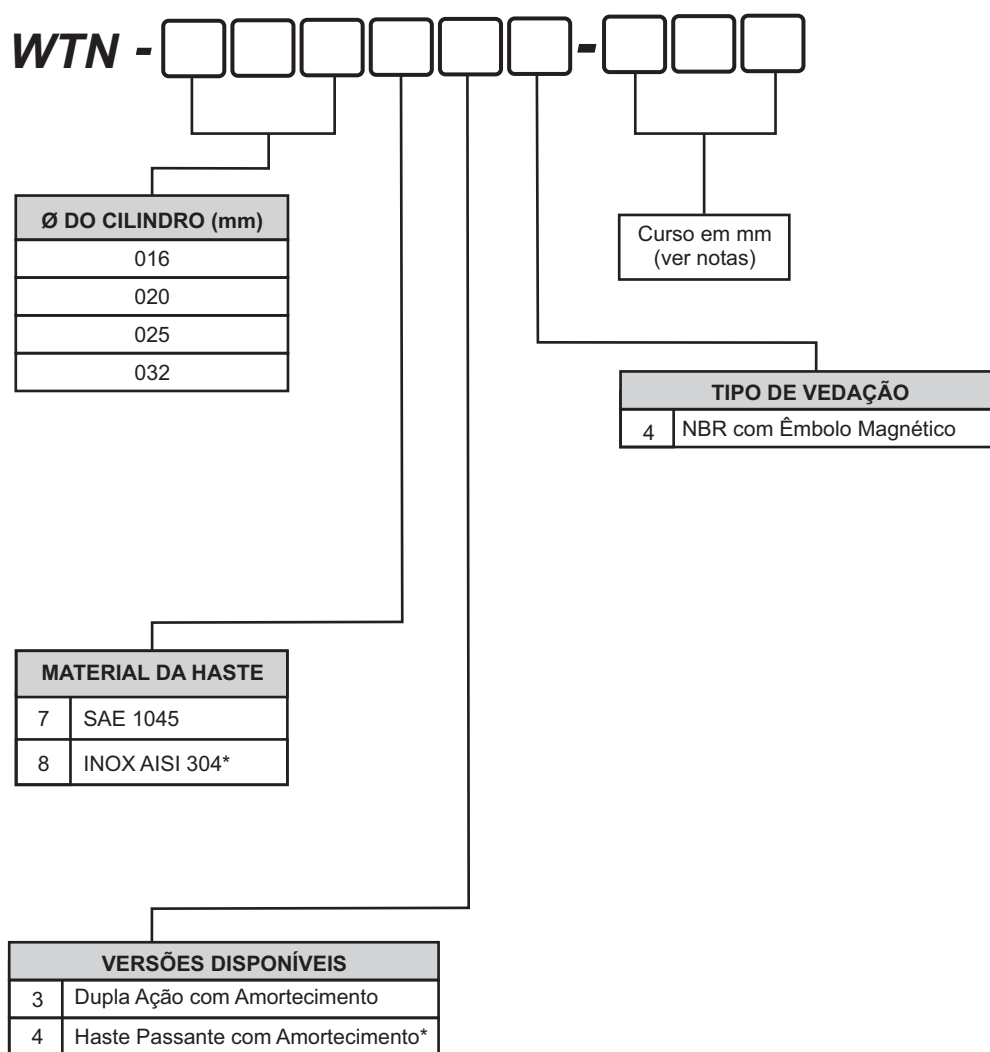 WTN - -
Ø DO CILINDRO (mm)
016
020
025
032
Curso em mm
(ver notas)
TIPO DE VEDAÇÃO
4 NBR com Êmbolo Magnético
MATERIAL DA HASTE
7 SAE 1045
8 INOX AISI 304*
VERSÕES DISPONÍVEIS
3 Dupla Ação com Amortecimento
4 Haste Passante com Amortecimento*